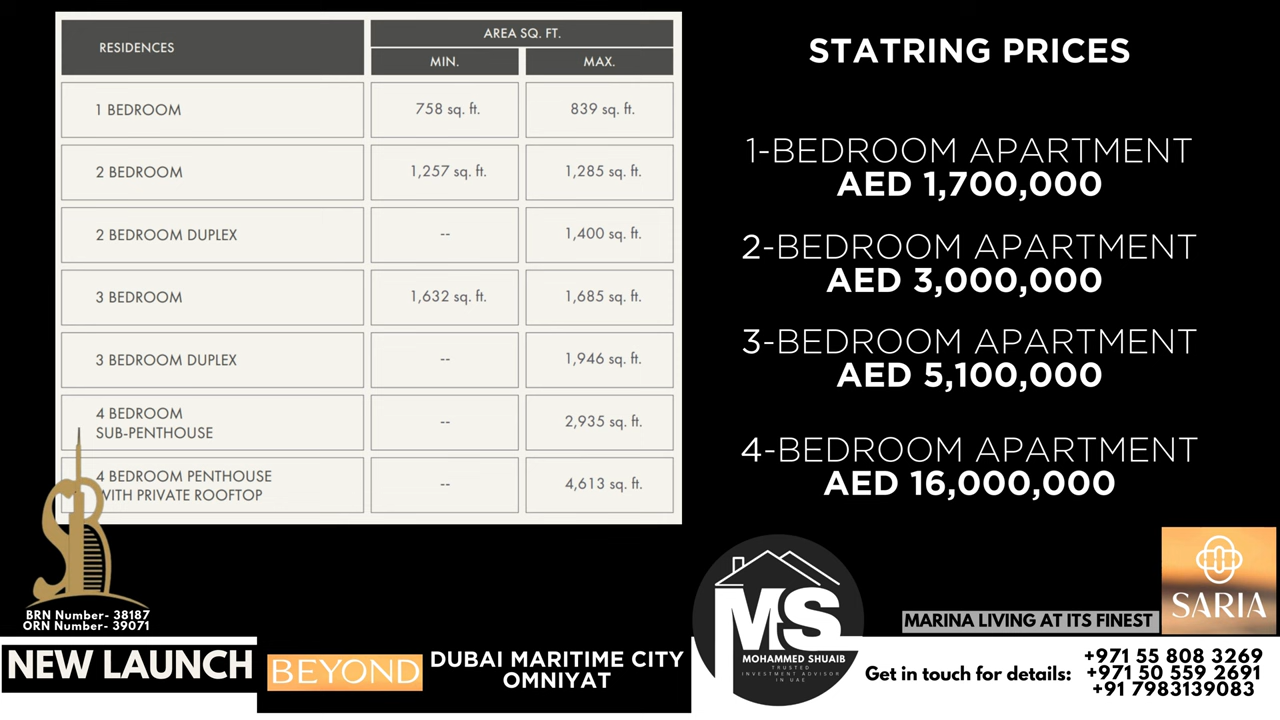 RESIDENCES
AREA SQ. FT.
MIN. MAX.
1 BEDROOM 758 sq. ft. 839 sq. ft.
2 BEDROOM 1,257 sq. ft. 1,285 sq. ft.
2 BEDROOM DUPLEX -- 1,400 sq. ft.
3 BEDROOM 1,632 sq. ft. 1,685 sq. ft.
3 BEDROOM DUPLEX -- 1,946 sq. ft.
4 BEDROOM
SUB-PENTHOUSE -- 2,935 sq. ft.
4 BEDROOM PENTHOUSE
WITH PRIVATE ROOFTOP -- 4,613 sq. ft.
STATRING PRICES
1-BEDROOM APARTMENT
AED 1,700,000
2-BEDROOM APARTMENT
AED 3,000,000
3-BEDROOM APARTMENT
AED 5,100,000
4-BEDROOM APARTMENT
AED 16,000,000
SB
BRN Number- 38187
ORN Number- 39071
NEW LAUNCH
BEYOND
DUBAI MARITIME CITY
OMNIYAT
MS
MOHAMMED SHUAIB
TRUSTED
INVESTMENT ADVISOR
IN UAE
MARINA LIVING AT ITS FINEST
SARIA
Get in touch for details:
+971 55 808 3269
+971 50 559 2691
+91 7983139083